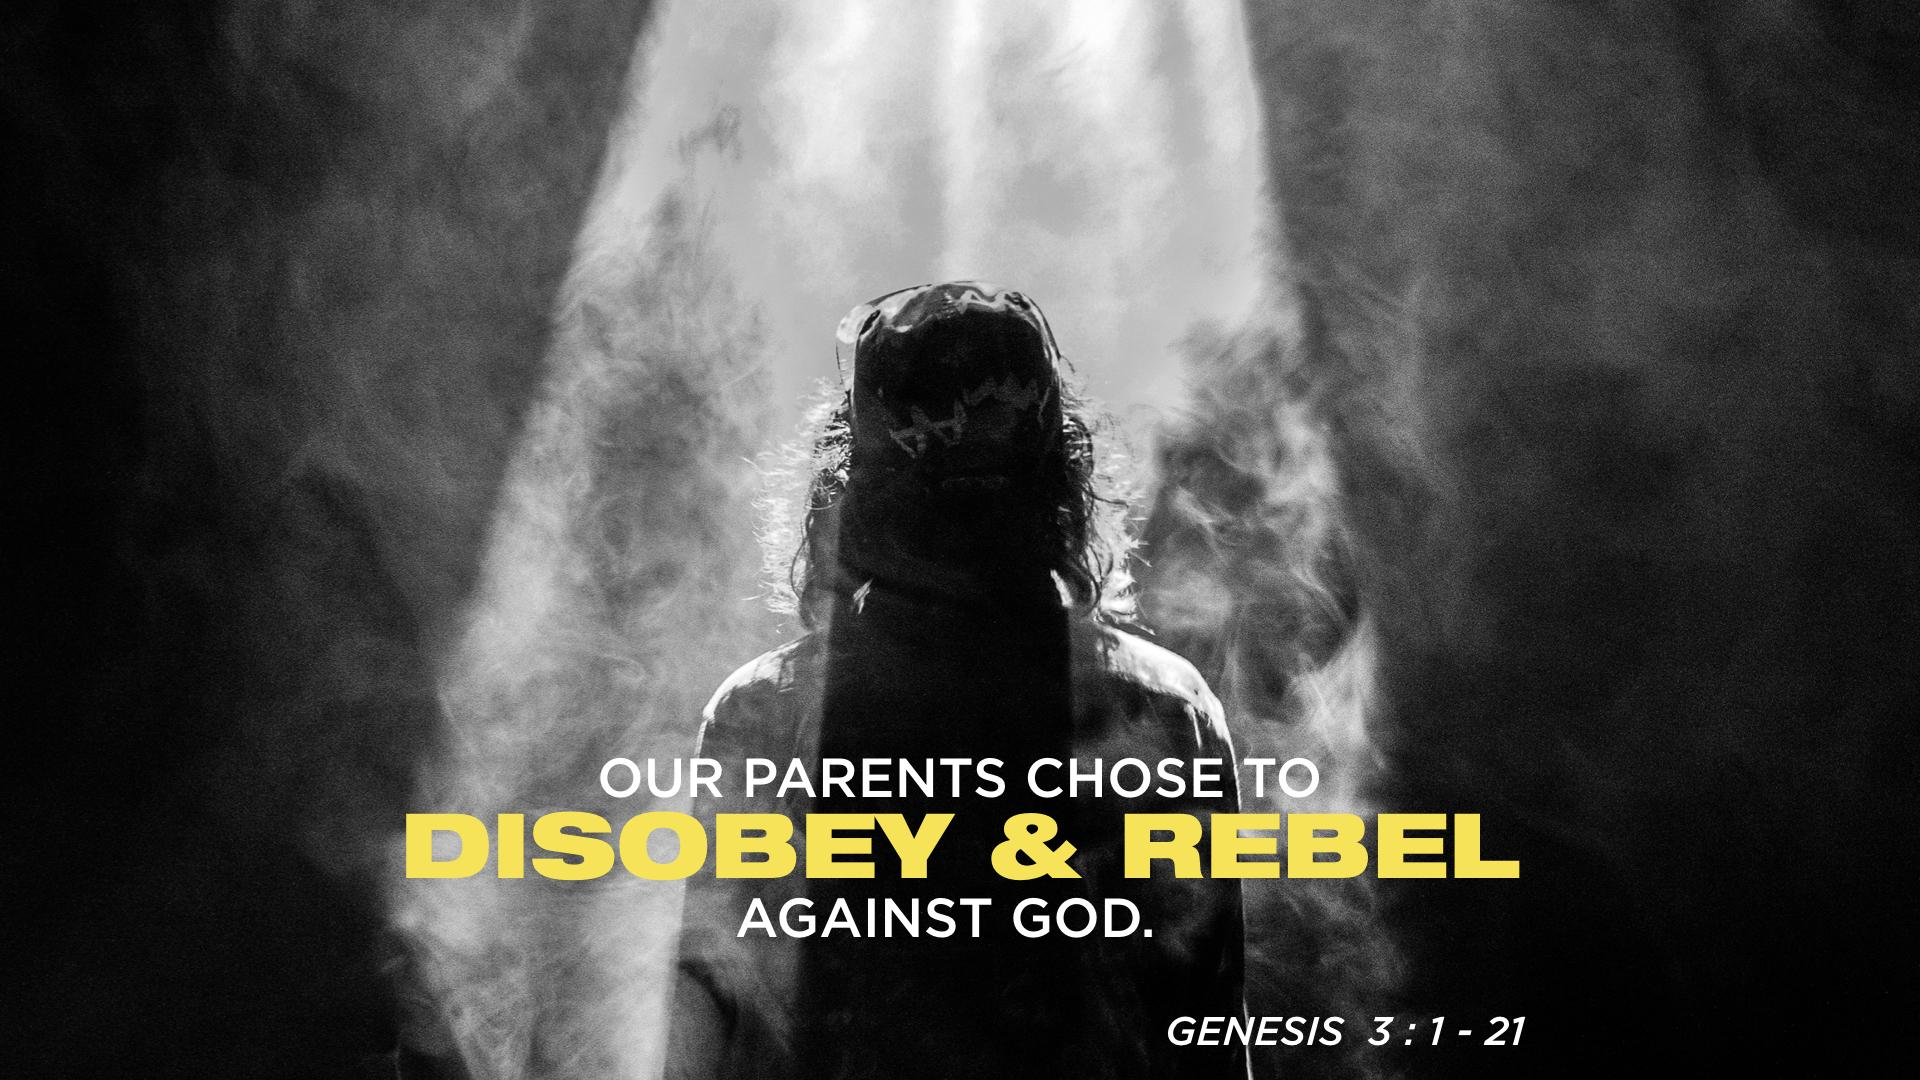 OUR PARENTS CHOSE TO
DISOBEY & REBEL
AGAINST GOD.
GENESIS 3 : 1 - 21